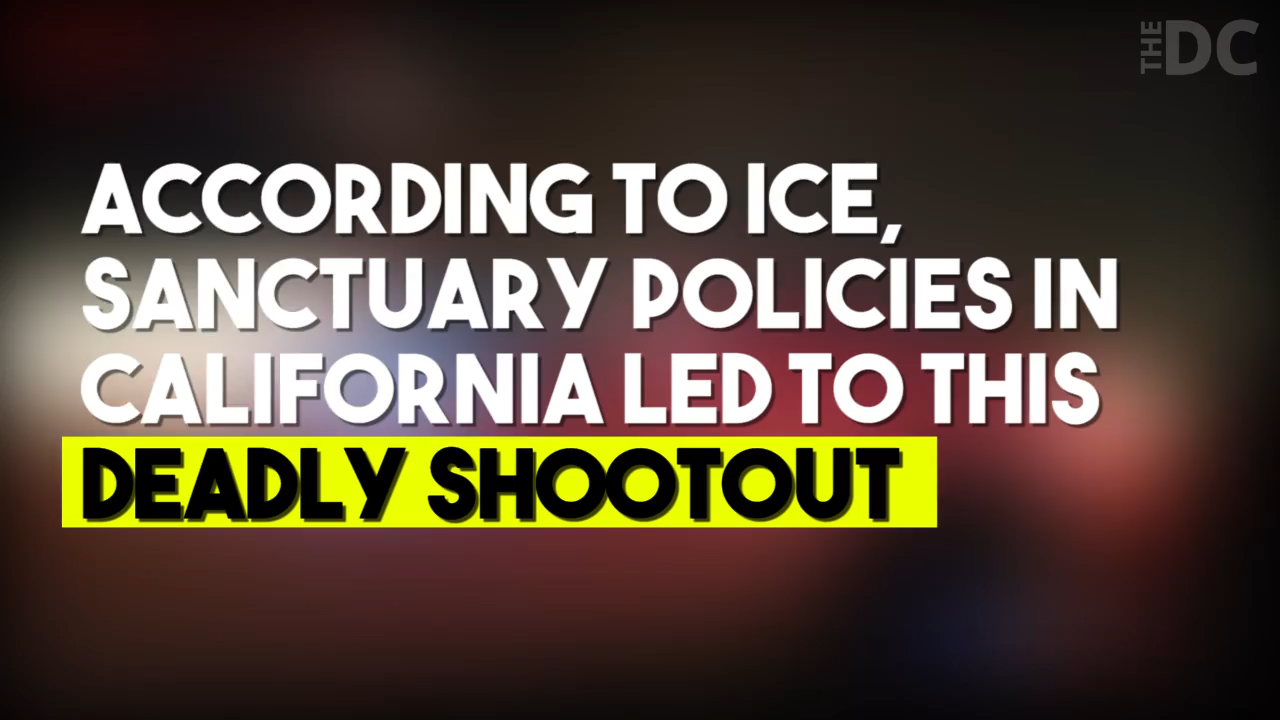 THE DC
ACCORDING TO ICE,
SANCTUARY POLICIES IN
CALIFORNIA LED TO THIS
DEADLY SHOOTOUT